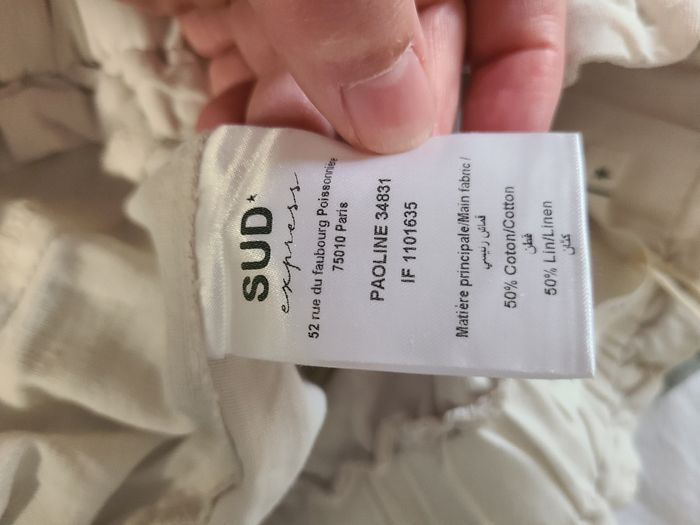 SUD*
express
52 rue du faubourg Poissonnière
75010 Paris
PAOLINE 34831
IF 1101635
Matière principale/Main fabric /
قماش رئيسي
50% Coton/Cotton
قطن
50% Lin/Linen
كتان